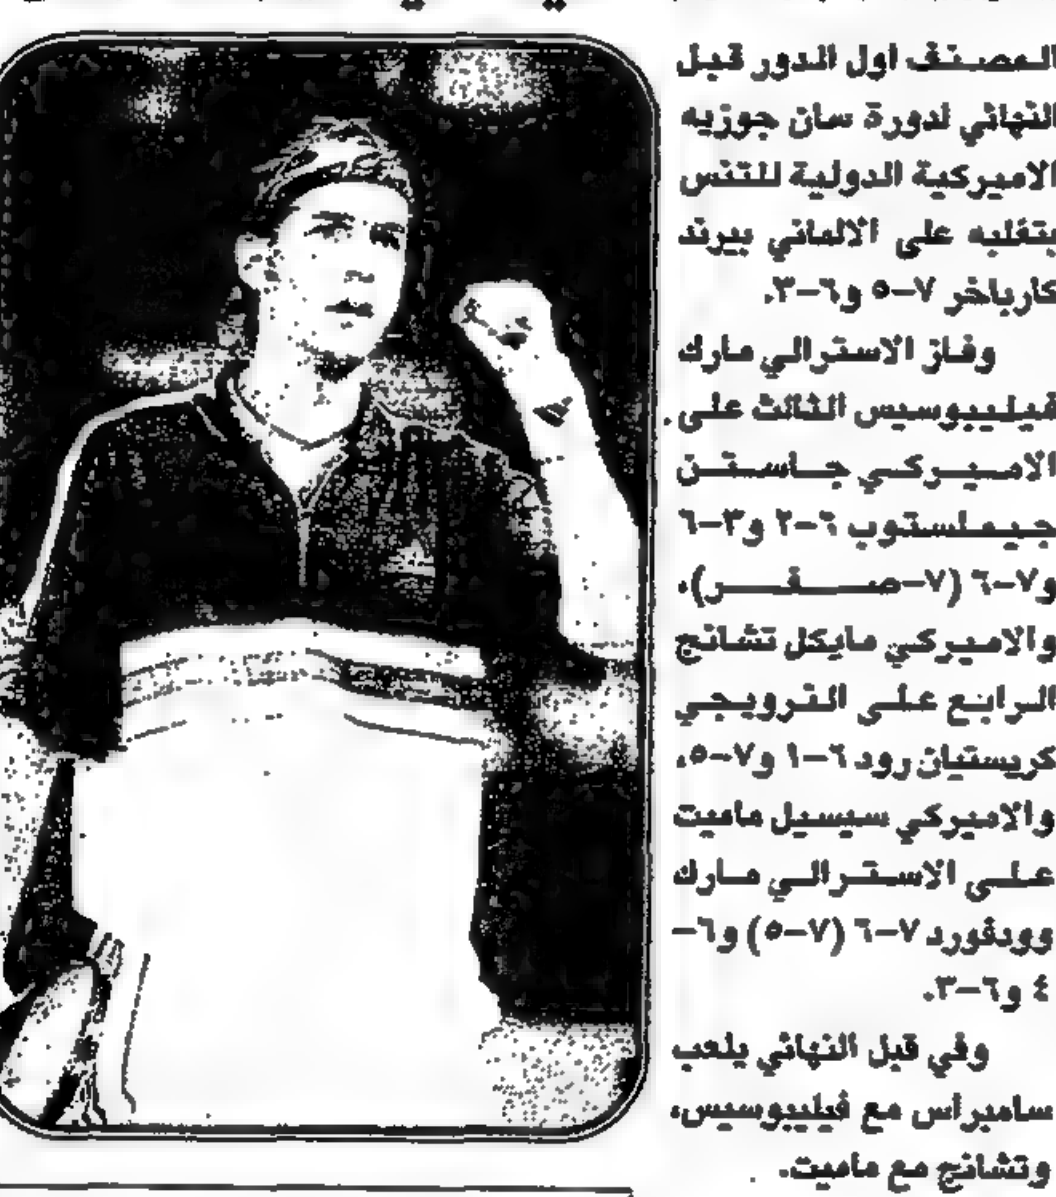 المصنف اول الدور قبل
النهائي لدورة سان جوزيه
الاميركية الدولية للتنس
بتغلبه على الالماني بيرند
كارباخر ٧-٥ و٦-٣.
وفاز الاسترالي مارك
فيليبوسيس الثالث على
الاميركي جاستن
جيملستوب ٦-٢ و٣-٦
و٧-٦ (٧-صفر)،
والاميركي مايكل تشانج
الرابع على النرويجي
كريستيان رود ٦-١ و٧-٥،
والاميركي سيسيل ماميت
على الاسترالي مارك
وودفورد ٧-٦ (٧-٥) و٦-
٤ و٦-٣.
وفي قبل النهائي يلعب
سامبراس مع فيليبوسيس،
وتشانج مع ماميت.